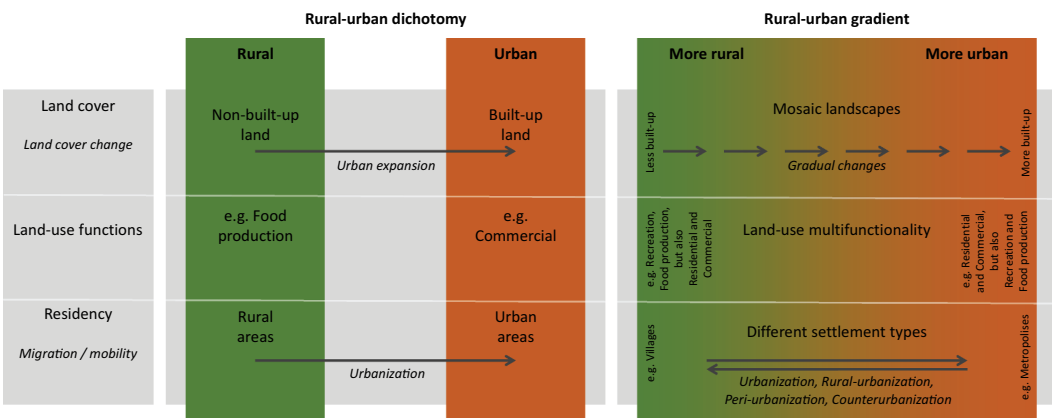 Rural-urban dichotomy
Rural-urban gradient
Rural
Urban
More rural
More urban
Land cover
Land cover change
Non-built-up
land
Built-up
land
Urban expansion
Less built-up
Mosaic landscapes
Gradual changes
More built-up
Land-use functions
e.g. Food
production
e.g.
Commercial
e.g. Recreation,
Food production,
but also
Residential and
Commercial
Land-use multifunctionality
e.g. Residential
and Commercial,
but also
Recreation and
Food production
Residency
Migration / mobility
Rural
areas
Urban
areas
Urbanization
e.g. Villages
Different settlement types
Urbanization, Rural-urbanization,
Peri-urbanization, Counterurbanization
e.g. Metropolises